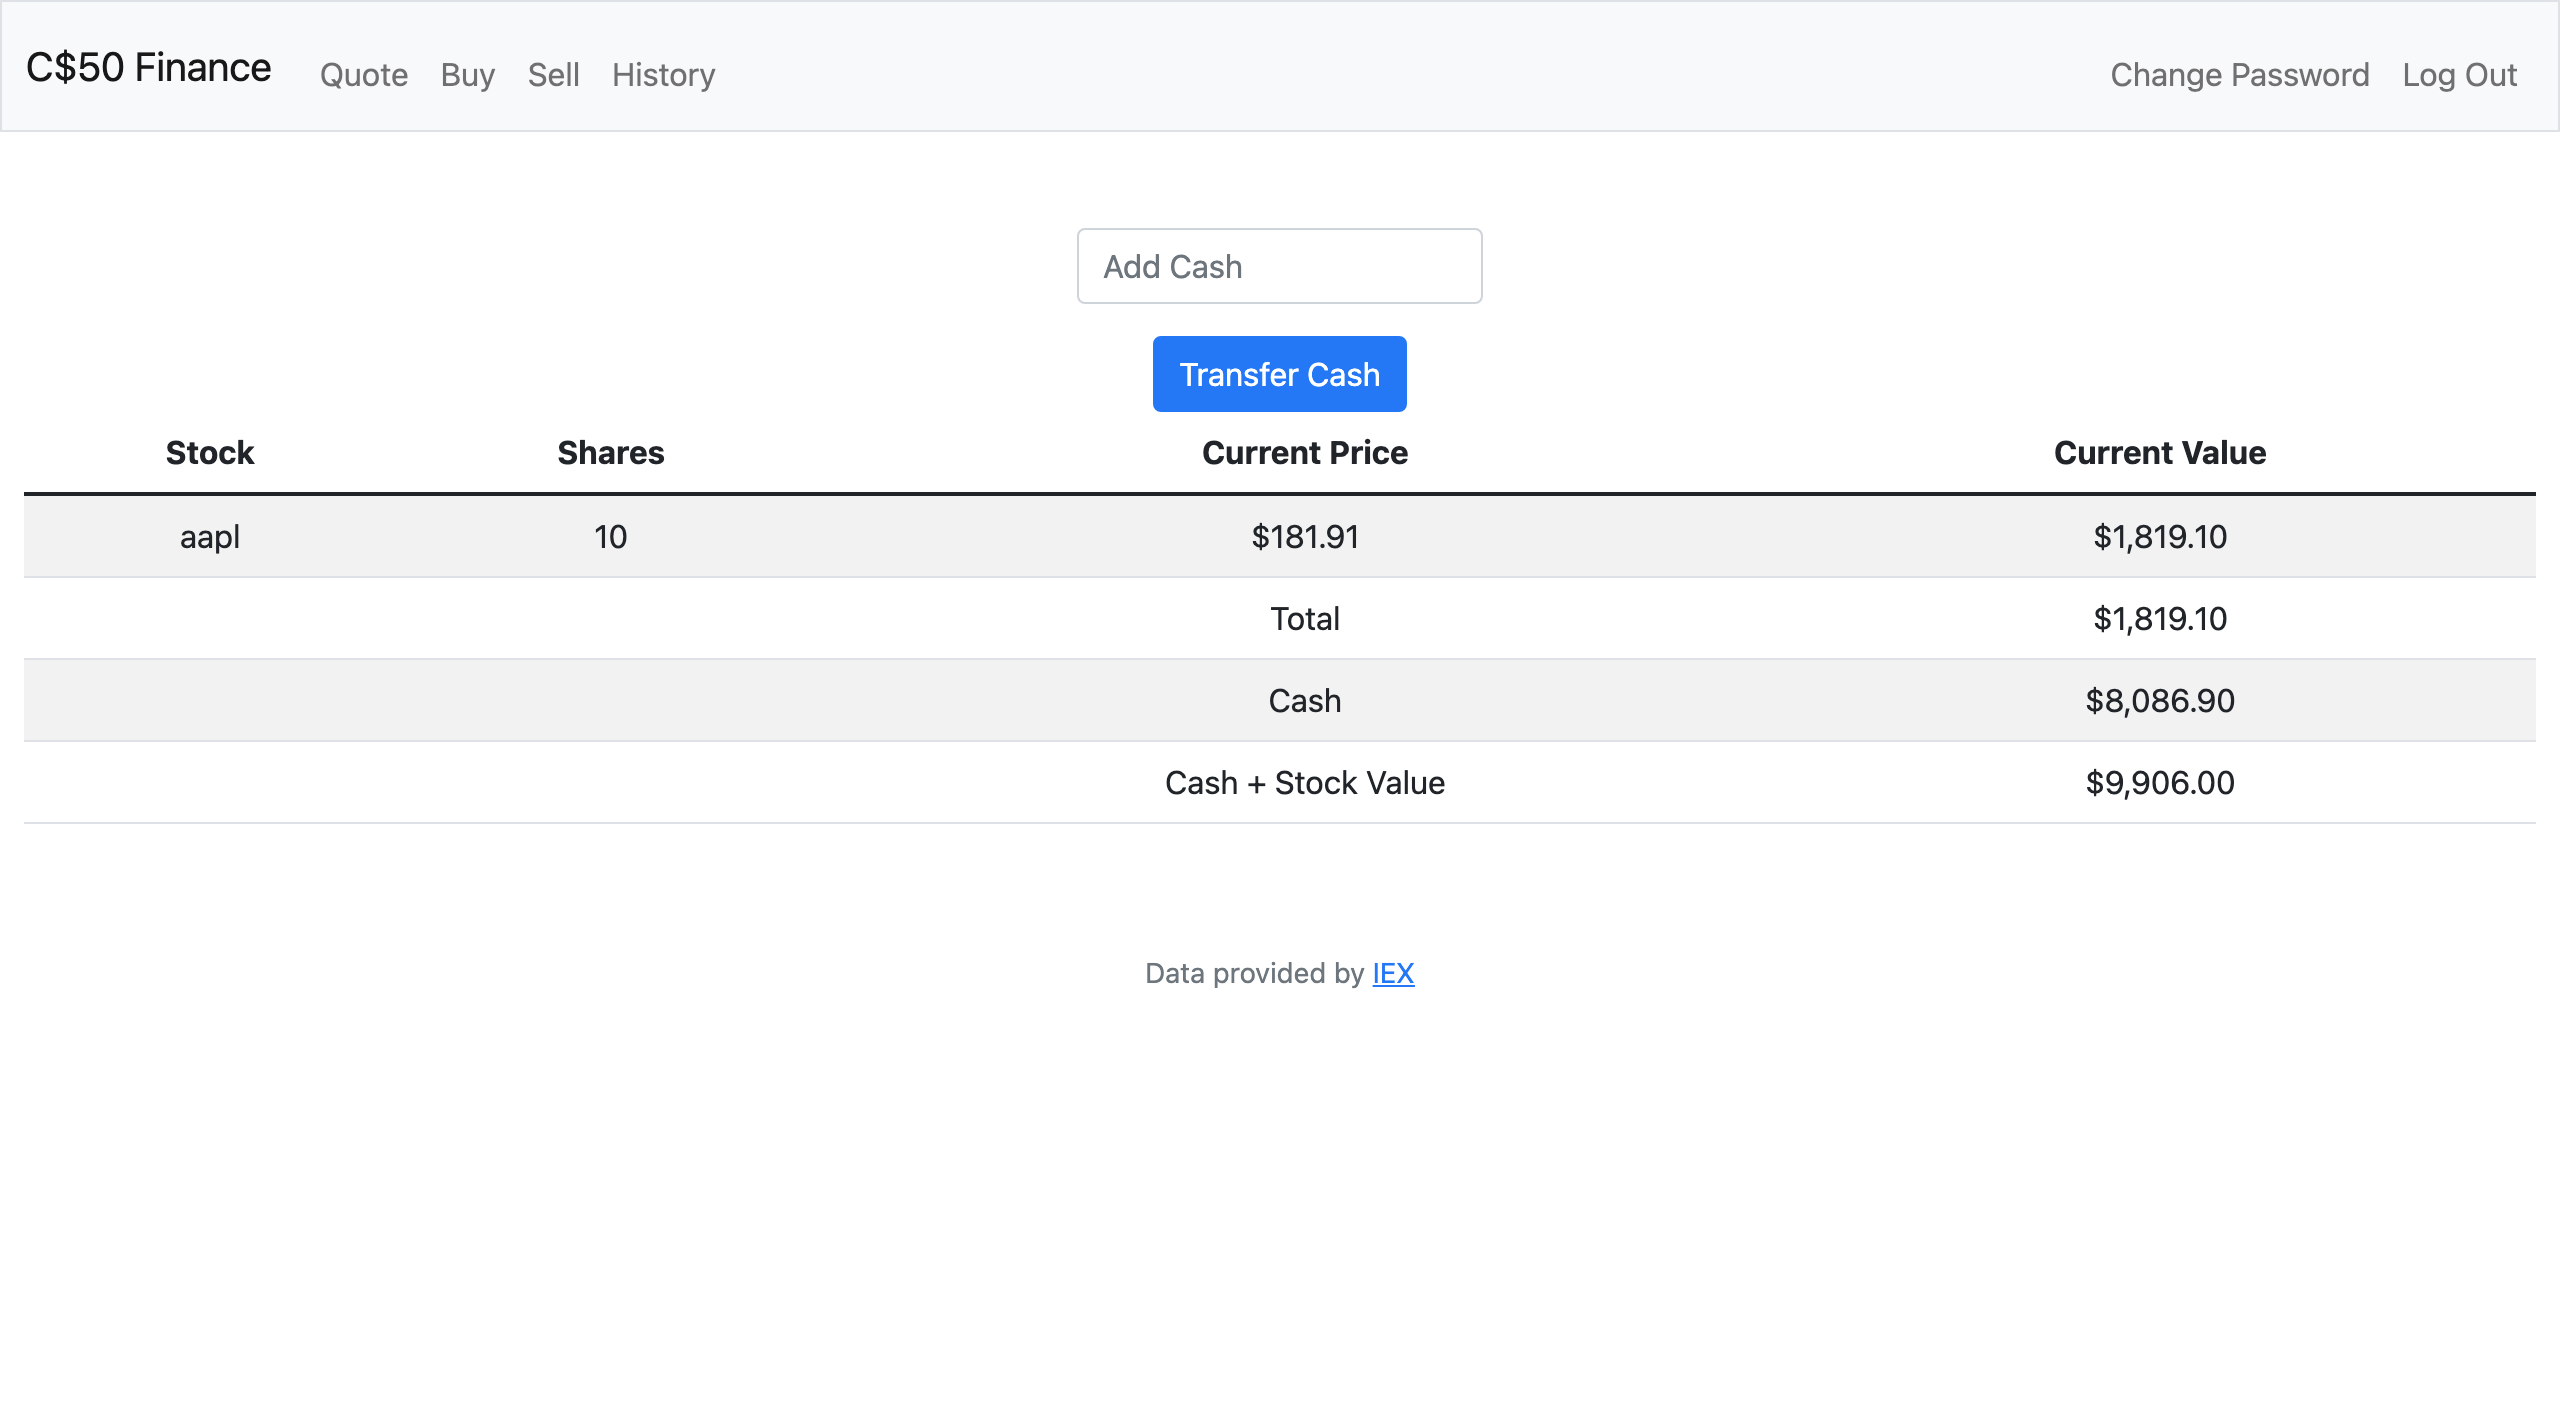 C$50 Finance Quote Buy Sell History Change Password Log Out
Add Cash
Transfer Cash
Stock Shares Current Price Current Value
aapl 10 $181.91 $1,819.10
Total $1,819.10
Cash $8,086.90
Cash + Stock Value $9,906.00
Data provided by IEX